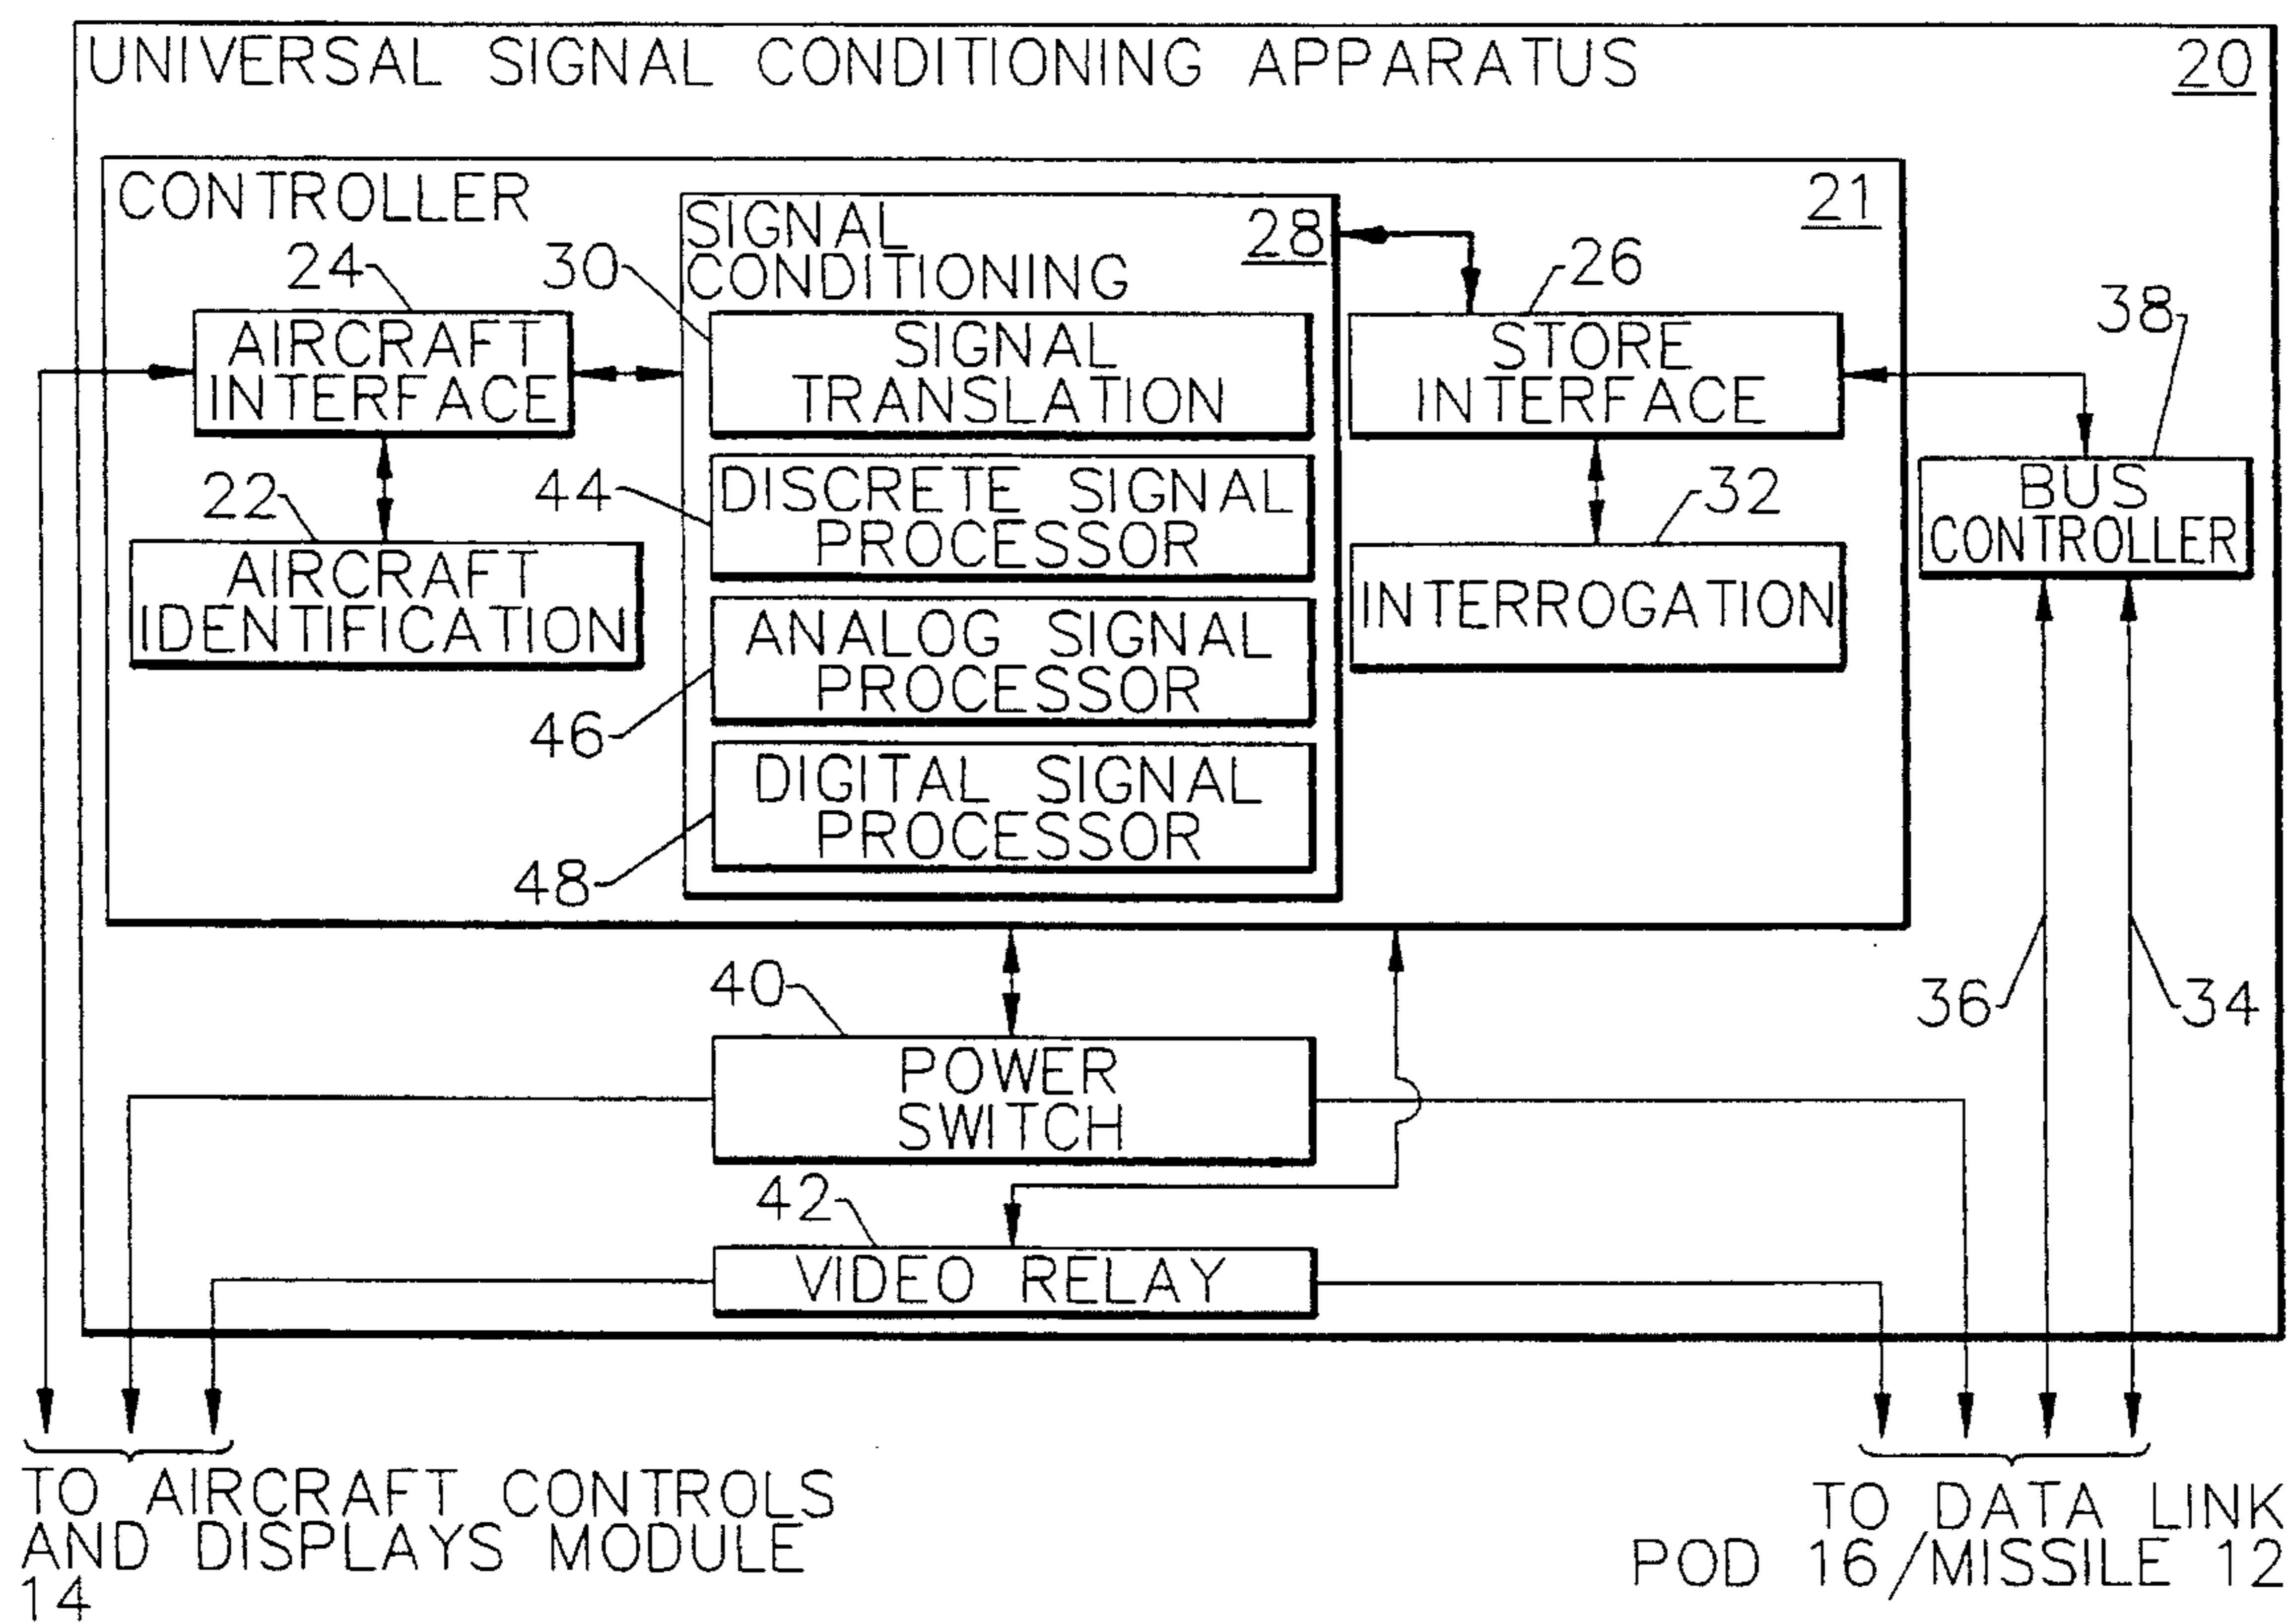 UNIVERSAL SIGNAL CONDITIONING APPARATUS
20
CONTROLLER
21
SIGNAL
CONDITIONING
28
24
30
26
38
AIRCRAFT
INTERFACE
SIGNAL
TRANSLATION
STORE
INTERFACE
22
44
32
AIRCRAFT
IDENTIFICATION
DISCRETE SIGNAL
PROCESSOR
INTERROGATION
BUS
CONTROLLER
46
ANALOG SIGNAL
PROCESSOR
48
DIGITAL SIGNAL
PROCESSOR
40
36
34
POWER
SWITCH
42
VIDEO RELAY
TO AIRCRAFT CONTROLS
AND DISPLAYS MODULE
14
TO DATA LINK
POD 16/MISSILE 12